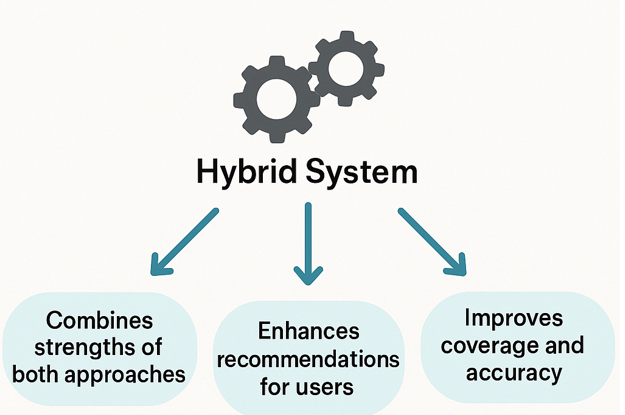 Hybrid System
Combines
strengths of
both approaches
Enhances
recommendations
for users
Improves
coverage and
accuracy